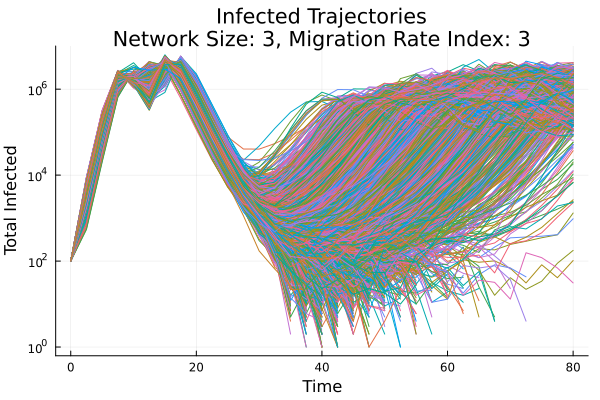 Infected Trajectories
Network Size: 3, Migration Rate Index: 3
Total Infected
10^6
10^4
10^2
10^0
0 20 40 60 80
Time